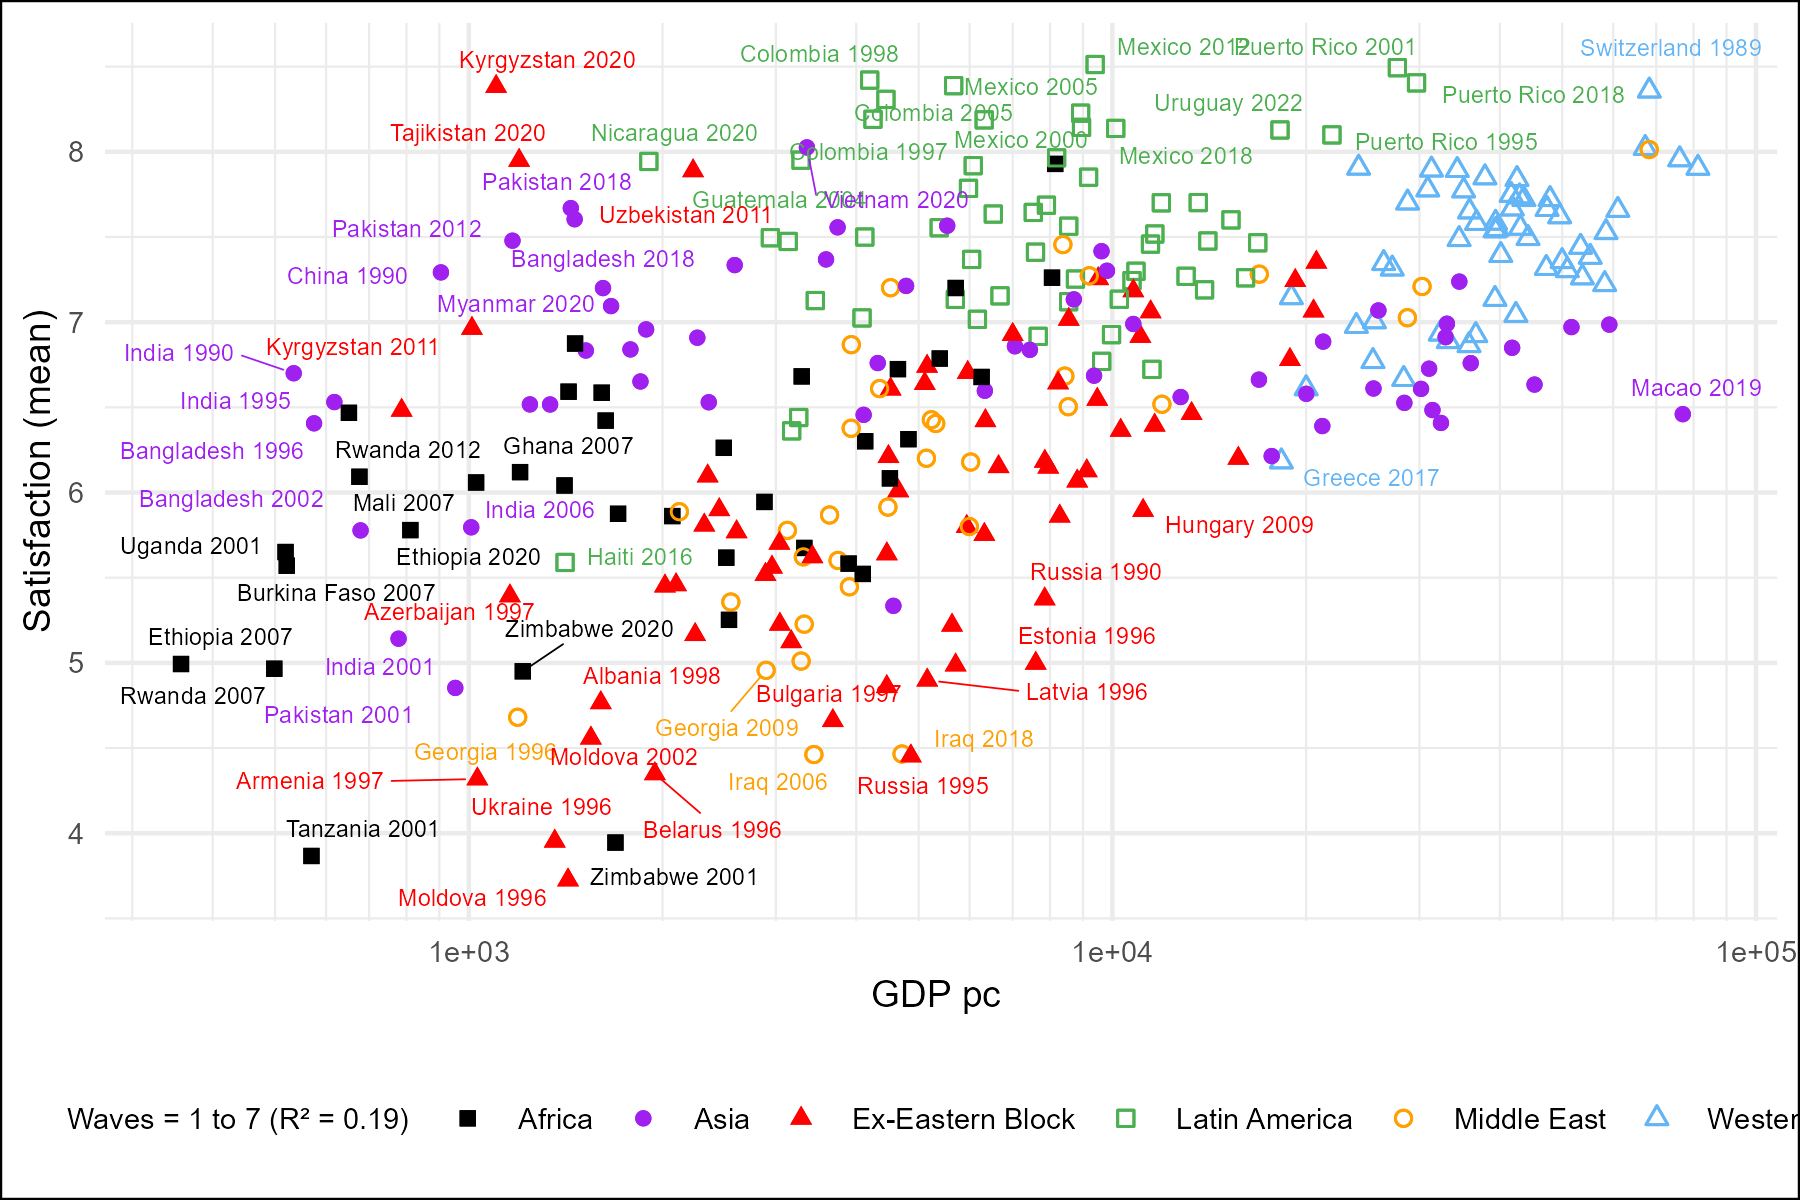 Kyrgyzstan 2020
Colombia 1998
Mexico 2012
Puerto Rico 2001
Switzerland 1989
Mexico 2005
Puerto Rico 2018
Colombia 2005
Uruguay 2022
Tajikistan 2020
Nicaragua 2020
Mexico 2000
Puerto Rico 1995
8
Colombia 1997
Mexico 2018
Pakistan 2018
Guatemala 2004
Vietnam 2020
Uzbekistan 2011
Pakistan 2012
Bangladesh 2018
China 1990
Myanmar 2020
7
Kyrgyzstan 2011
India 1990
India 1995
Macao 2019
Bangladesh 1996
Rwanda 2012
Ghana 2007
Greece 2017
6
Bangladesh 2002
Mali 2007
India 2006
Hungary 2009
Uganda 2001
Ethiopia 2020
Haiti 2016
Russia 1990
Burkina Faso 2007
Azerbaijan 1997
Zimbabwe 2020
Estonia 1996
Ethiopia 2007
5
India 2001
Albania 1998
Bulgaria 1997
Latvia 1996
Rwanda 2007
Pakistan 2001
Georgia 2009
Iraq 2018
Georgia 1996
Moldova 2002
Armenia 1997
Iraq 2006
Russia 1995
Ukraine 1996
4
Tanzania 2001
Belarus 1996
Zimbabwe 2001
Moldova 1996
Satisfaction (mean)
1e+03
1e+04
1e+05
GDP pc
Waves = 1 to 7 (R² = 0.19) Africa Asia Ex-Eastern Block Latin America Middle East Wester